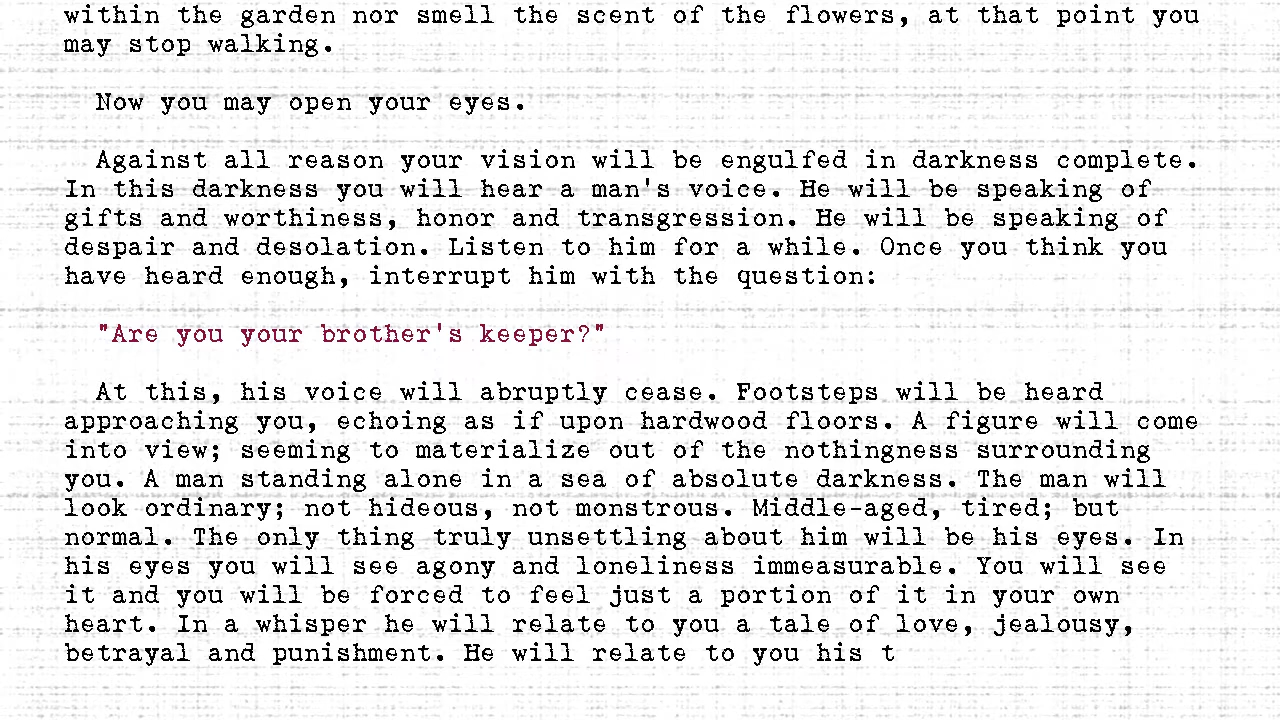 within the garden nor smell the scent of the flowers, at that point you
may stop walking.
Now you may open your eyes.
Against all reason your vision will be engulfed in darkness complete.
In this darkness you will hear a man's voice. He will be speaking of
gifts and worthiness, honor and transgression. He will be speaking of
despair and desolation. Listen to him for a while. Once you think you
have heard enough, interrupt him with the question:
"Are you your brother's keeper?"
At this, his voice will abruptly cease. Footsteps will be heard
approaching you, echoing as if upon hardwood floors. A figure will come
into view; seeming to materialize out of the nothingness surrounding
you. A man standing alone in a sea of absolute darkness. The man will
look ordinary; not hideous, not monstrous. Middle-aged, tired; but
normal. The only thing truly unsettling about him will be his eyes. In
his eyes you will see agony and loneliness immeasurable. You will see
it and you will be forced to feel just a portion of it in your own
heart. In a whisper he will relate to you a tale of love, jealousy,
betrayal and punishment. He will relate to you his t